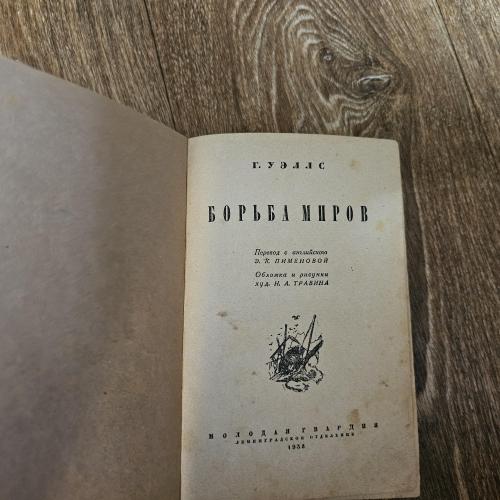 Г. УЭЛЛС
БОРЬБА МИРОВ
Перевод с английского
Э. К. ПИМЕНОВОЙ
Обложка и рисунки
худ. Н. А. ТРАВИНА
МОЛОДАЯ ГВАРДИЯ
ЛЕНИНГРАДСКОЕ ОТДЕЛЕНИЕ